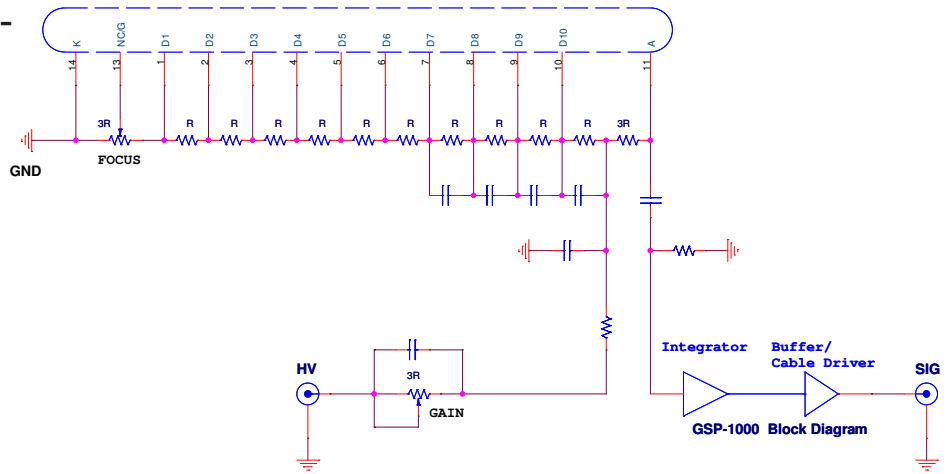 K NC/G D1 D2 D3 D4 D5 D6 D7 D8 D9 D10 A
14 13 1 2 3 4 5 6 7 8 9 10 11
3R R R R R R R R R R R 3R
FOCUS
GND
Integrator
Buffer/
Cable Driver
HV
3R
GAIN
SIG
GSP-1000 Block Diagram